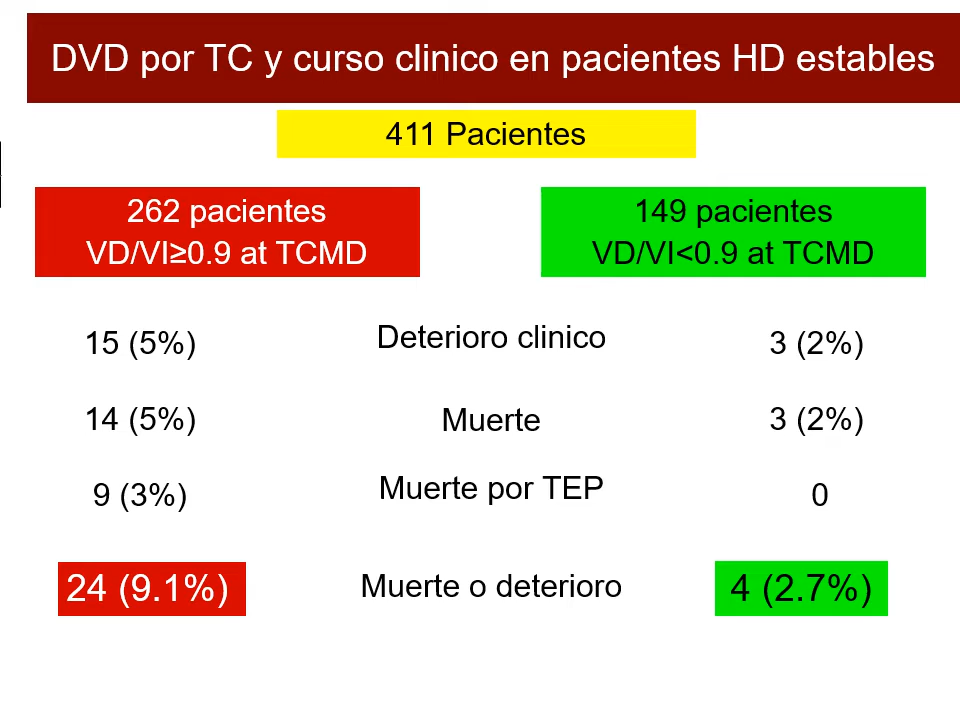 DVD por TC y curso clinico en pacientes HD estables
411 Pacientes
262 pacientes
VD/VI≥0.9 at TCMD
149 pacientes
VD/VI<0.9 at TCMD
15 (5%)
Deterioro clinico
3 (2%)
14 (5%)
Muerte
3 (2%)
9 (3%)
Muerte por TEP
0
24 (9.1%)
Muerte o deterioro
4 (2.7%)